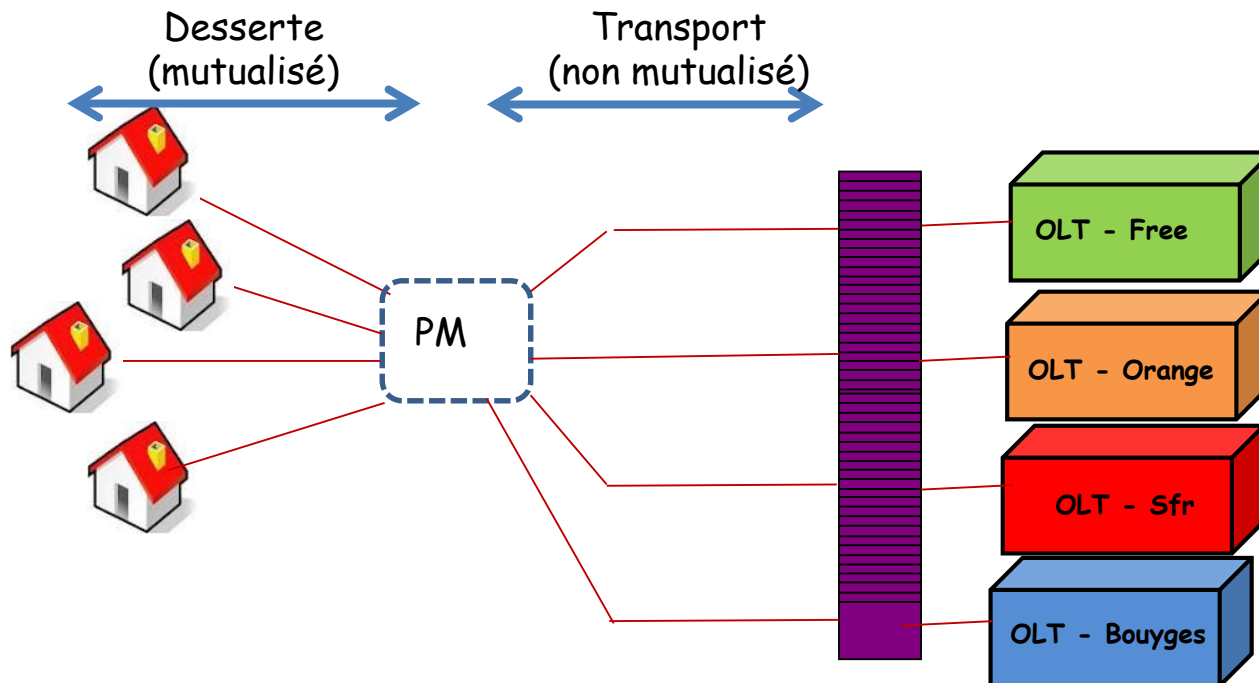 Desserte
(mutualisé)
Transport
(non mutualisé)
PM
OLT - Free
OLT - Orange
OLT - Sfr
OLT - Bouyges